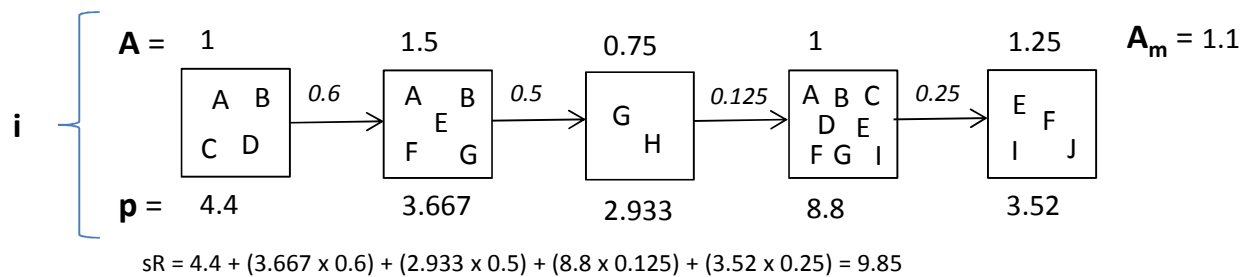 A = 1 1.5 0.75 1 1.25 Aₘ = 1.1
A B 0.6 A B 0.5 G 0.125 A B C 0.25 E
E D E F
C D F G H F G I I J
i
p = 4.4 3.667 2.933 8.8 3.52
sR = 4.4 + (3.667 x 0.6) + (2.933 x 0.5) + (8.8 x 0.125) + (3.52 x 0.25) = 9.85